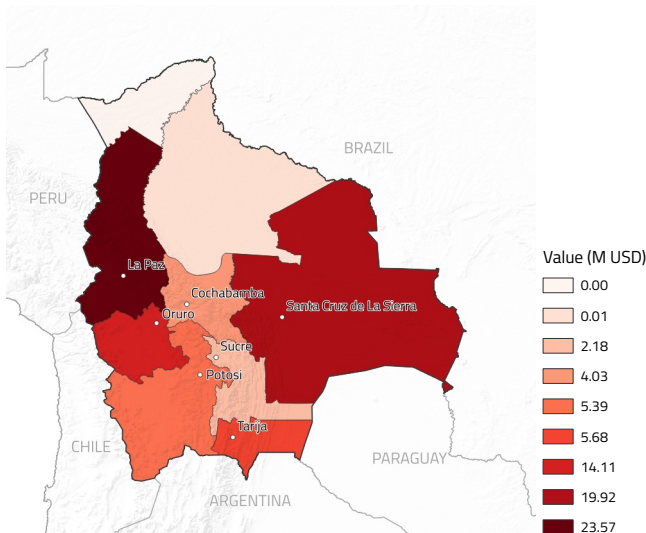 BRAZIL
PERU
La Paz
Cochabamba
Oruro
Santa Cruz de La Sierra
Sucre
Potosi
Tarija
CHILE
PARAGUAY
ARGENTINA
Value (M USD)
0.00
0.01
2.18
4.03
5.39
5.68
14.11
19.92
23.57